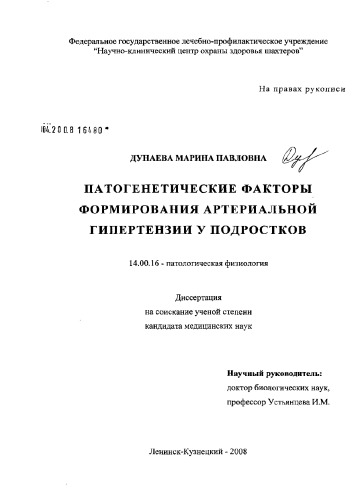 Федеральное государственное лечебно-профилактическое учреждение
"Научно-клинический центр охраны здоровья шахтеров"
На правах рукописи
04.2008 16480*
ДУНАЕВА МАРИНА ПАВЛОВНА
ПАТОГЕНЕТИЧЕСКИЕ ФАКТОРЫ
ФОРМИРОВАНИЯ АРТЕРИАЛЬНОЙ
ГИПЕРТЕНЗИИ У ПОДРОСТКОВ
14.00.16 - патологическая физиология
Диссертация
на соискание ученой степени
кандидата медицинских наук
Научный руководитель:
доктор биологических наук,
профессор Устьянцева И.М.
Ленинск-Кузнецкий - 2008